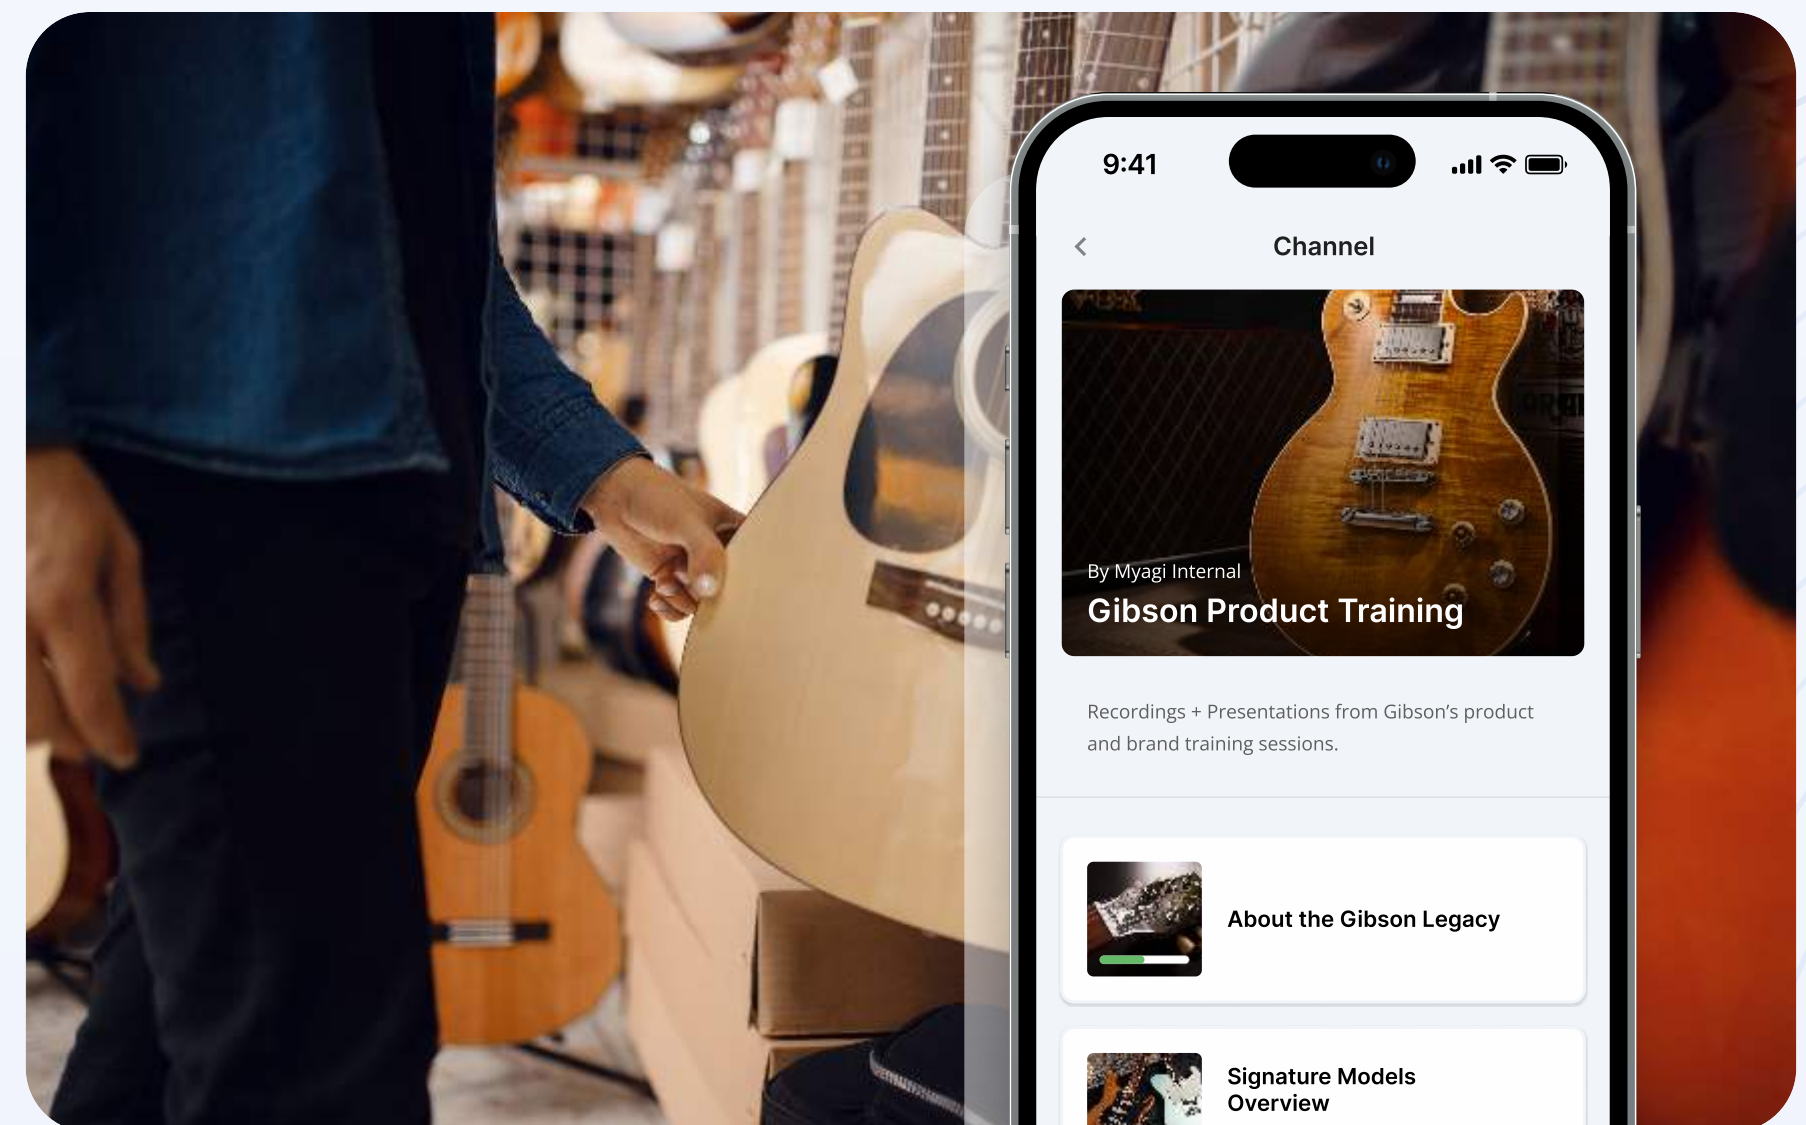 9:41
Channel
By Myagi Internal
Gibson Product Training
Recordings + Presentations from Gibson’s product
and brand training sessions.
About the Gibson Legacy
Signature Models
Overview